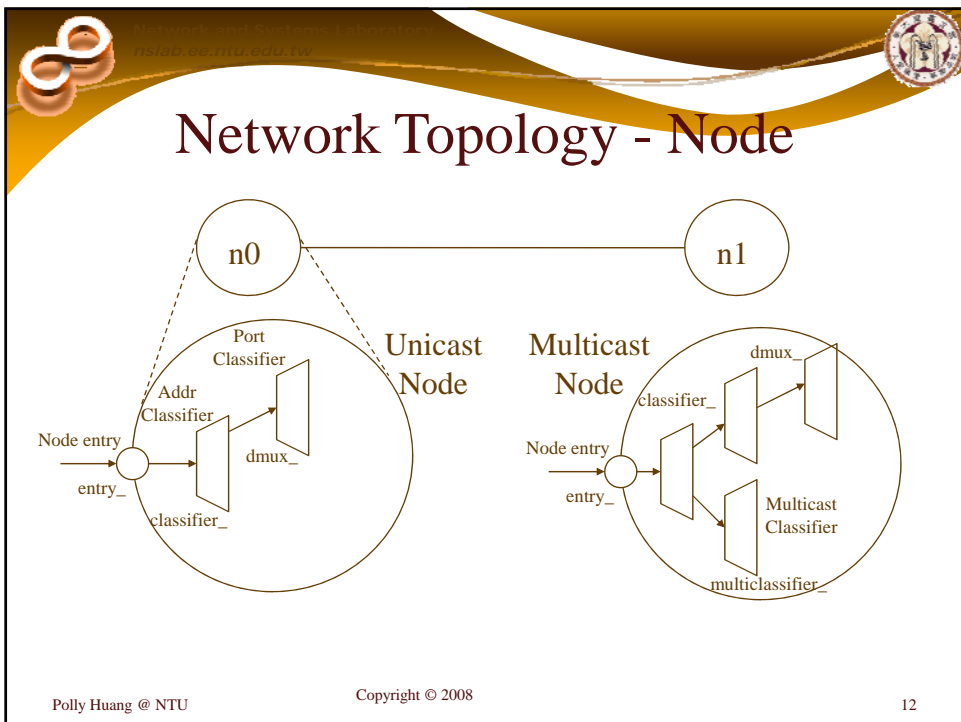 Network and Systems Laboratory
nslab.ee.ntu.edu.tw
Network Topology - Node
n0
n1
Port
Classifier
Addr
Classifier
Node entry
entry_
classifier_
dmux_
Unicast
Node
Multicast
Node
dmux_
classifier_
Node entry
entry_
Multicast
Classifier
multiclassifier_
Polly Huang @ NTU
Copyright © 2008
12